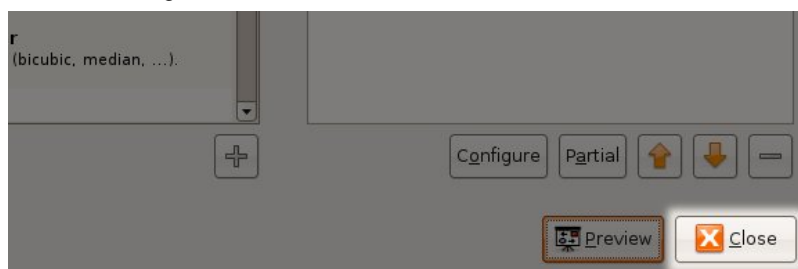 r
(bicubic, median, ...).
Configure Partial
Preview Close